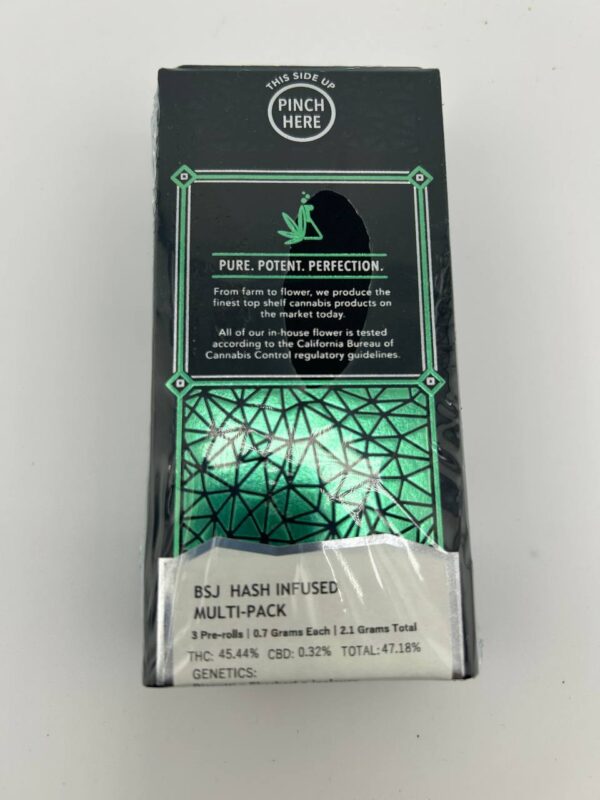 THIS SIDE UP
PINCH
HERE
PURE. POTENT. PERFECTION.
From farm to flower, we produce the
finest top shelf cannabis products on
the market today.
All of our in-house flower is tested
according to the California Bureau of
Cannabis Control regulatory guidelines.
BSJ HASH INFUSED
MULTI-PACK
3 Pre-rolls | 0.7 Grams Each | 2.1 Grams Total
THC: 45.44% CBD: 0.32% TOTAL: 47.18%
GENETICS: